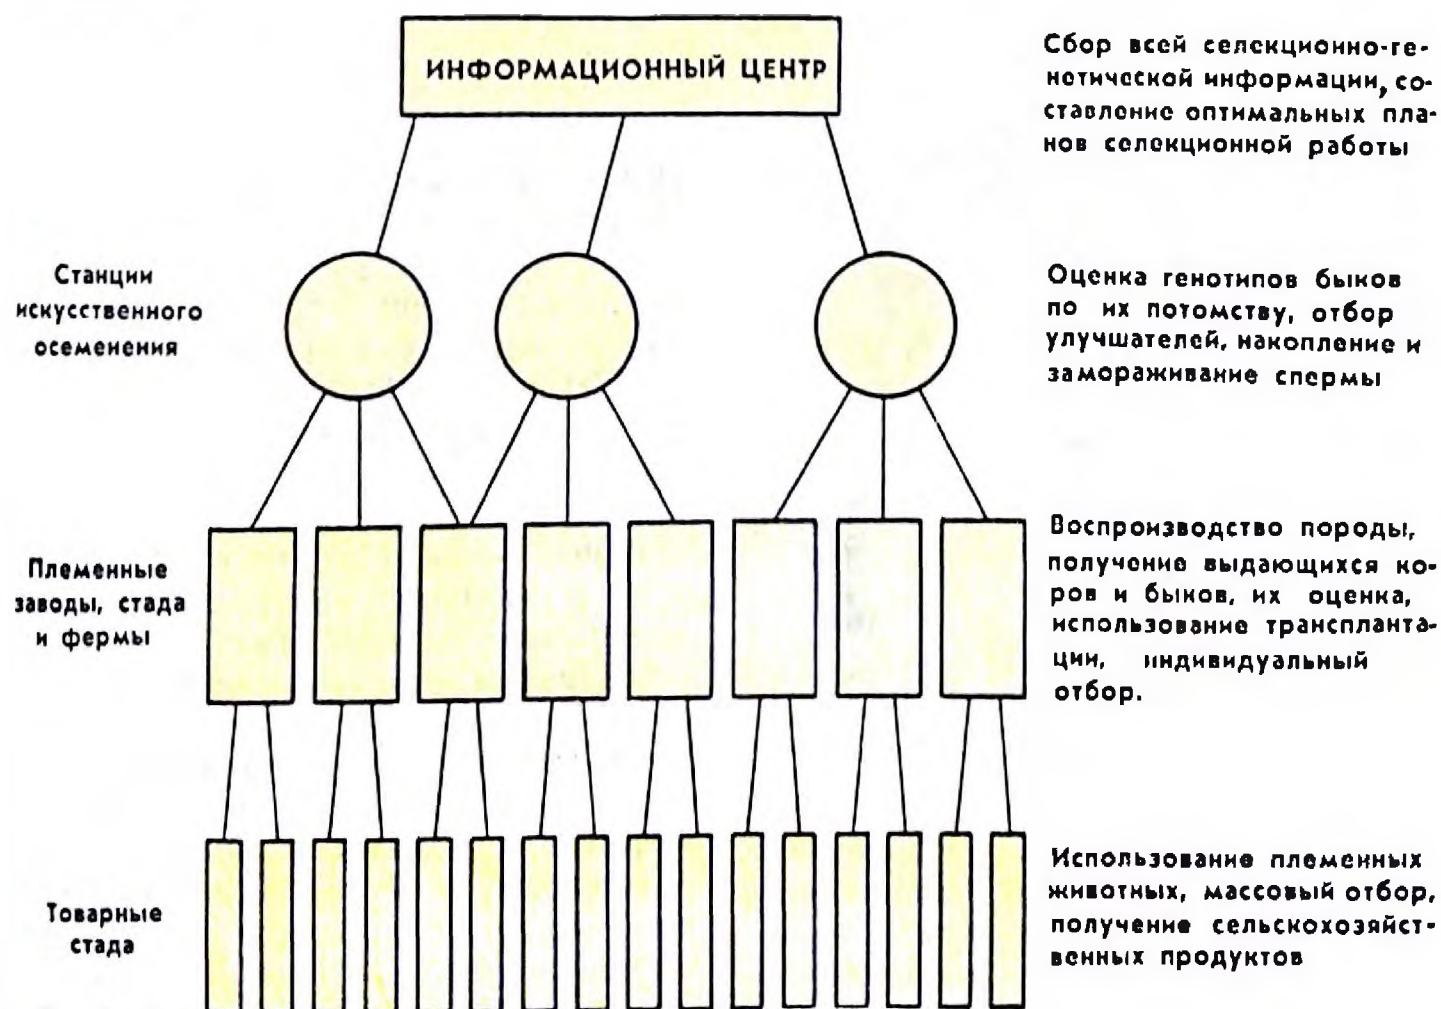 ИНФОРМАЦИОННЫЙ ЦЕНТР
Сбор всей селекционно-ге-
нетической информации, со-
ставление оптимальных пла-
нов селекционной работы
Станции
искусственного
осеменения
Оценка генотипов быков
по их потомству, отбор
улучшателей, накопление и
замораживание спермы
Племенные
заводы, стада
и фермы
Воспроизводство породы,
получение выдающихся ко-
ров и быков, их оценка,
использование транспланта-
ции, индивидуальный
отбор.
Товарные
стада
Использование племенных
животных, массовый отбор,
получение сельскохозяйст-
венных продуктов